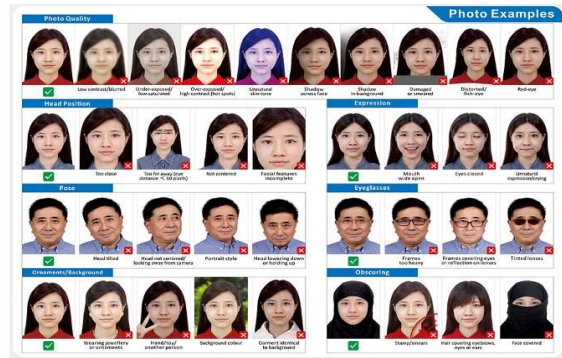 Photo Examples
Photo Quality
Low contrast/blurred
Under-exposed/
low-saturated
Over-exposed/
high contrast (hot spots)
Unnatural
skin tone
Shadow
across face
Shadow
in background
Damaged
or smeared
Distorted/
fish-eye
Red-eye
Head Position
Too close
Too far away (eye
distance < 60 pixels)
Not centered
Facial features
incomplete
Expression
Mouth
wide open
Eyes closed
Unnatural
expression/crying
Pose
Head tilted
Head not centered/
looking away from camera
Portrait style
Head lowering down
or holding up
Eyeglasses
Frames
too heavy
Frames covering eyes
or reflection on lenses
Tinted lenses
Ornaments/Background
Wearing jewellery
or ornaments
Hand/toy/
another person
Background colour
Garment identical
to background
Obscuring
Stamp/smears
Hair covering eyebrows,
eyes or ears
Face covered